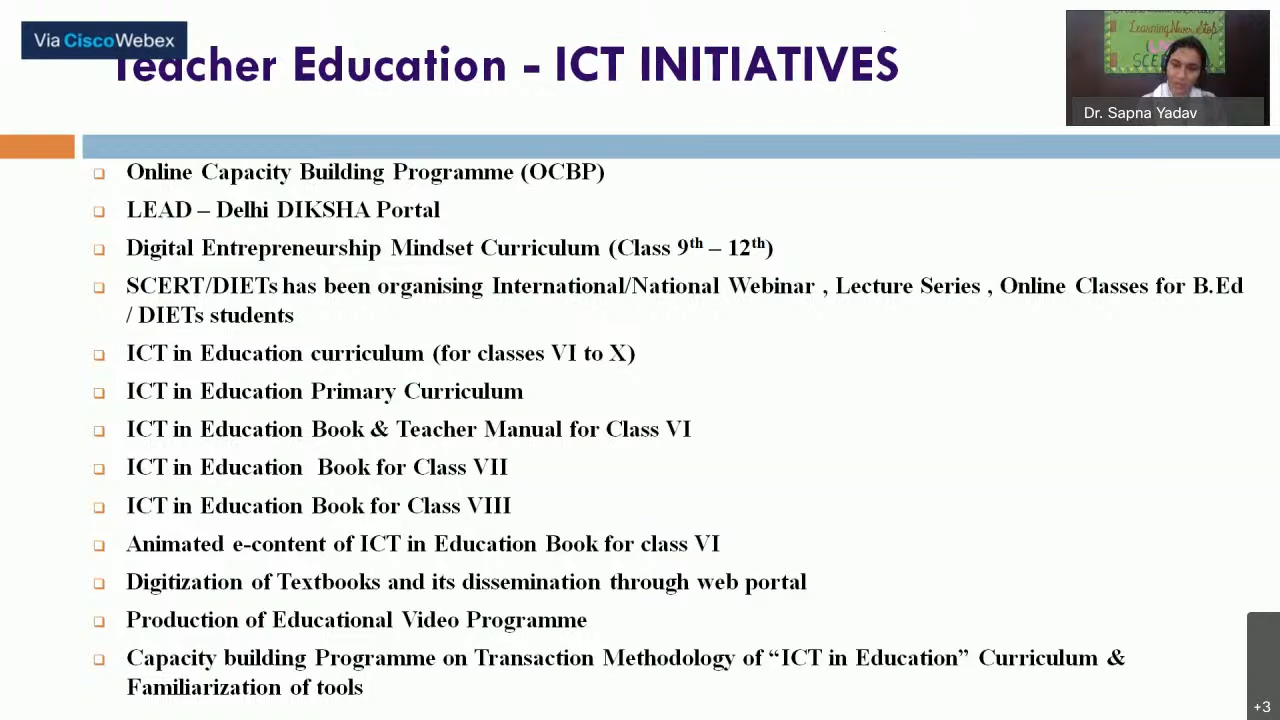 Via Cisco Webex
Teacher Education - ICT INITIATIVES
Learning Never Stop
SCE
Dr. Sapna Yadav
Online Capacity Building Programme (OCBP)
LEAD – Delhi DIKSHA Portal
Digital Entrepreneurship Mindset Curriculum (Class 9th – 12th)
SCERT/DIETs has been organising International/National Webinar , Lecture Series , Online Classes for B.Ed
/ DIETs students
ICT in Education curriculum (for classes VI to X)
ICT in Education Primary Curriculum
ICT in Education Book & Teacher Manual for Class VI
ICT in Education Book for Class VII
ICT in Education Book for Class VIII
Animated e-content of ICT in Education Book for class VI
Digitization of Textbooks and its dissemination through web portal
Production of Educational Video Programme
Capacity building Programme on Transaction Methodology of “ICT in Education” Curriculum &
Familiarization of tools
+3